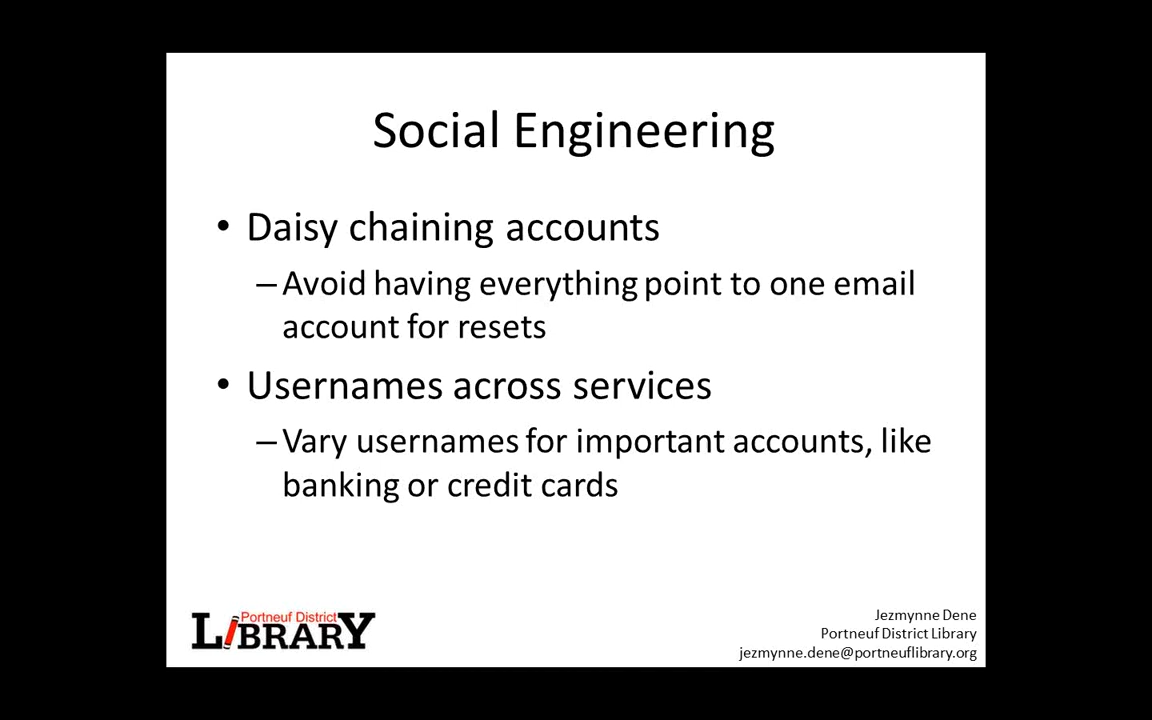 Social Engineering
• Daisy chaining accounts
– Avoid having everything point to one email
account for resets
• Usernames across services
– Vary usernames for important accounts, like
banking or credit cards
Portneuf District
LIBRARY
Jezmynne Dene
Portneuf District Library
jezmynne.dene@portneuflibrary.org